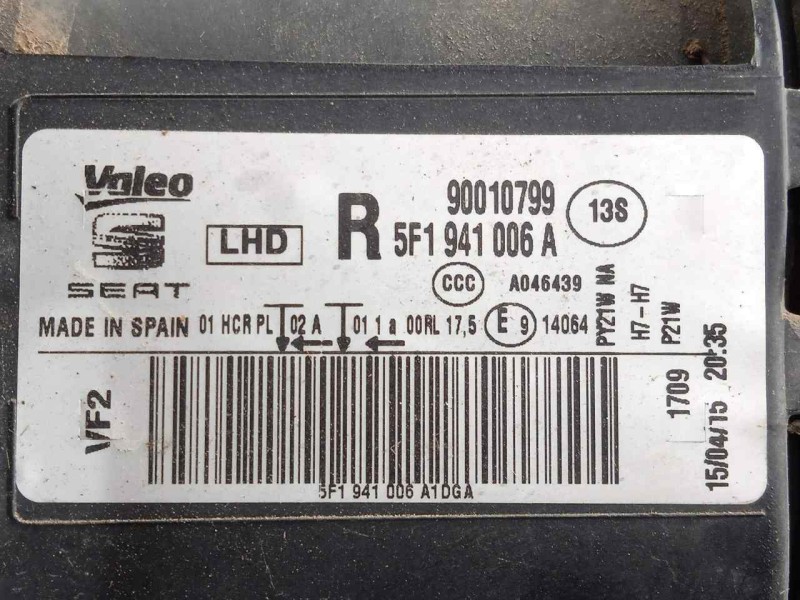 Valeo
SEAT
LHD
R
90010799
5F1 941 006 A
13S
CCC
A046439
MADE IN SPAIN
01 HCR PL
02 A
01 1 a
00RL 17,5
E 9
14064
PY21W NA
H7-H7
P21W
VF2
5F1 941 006 A1DGA
1709
15/04/15 20:35